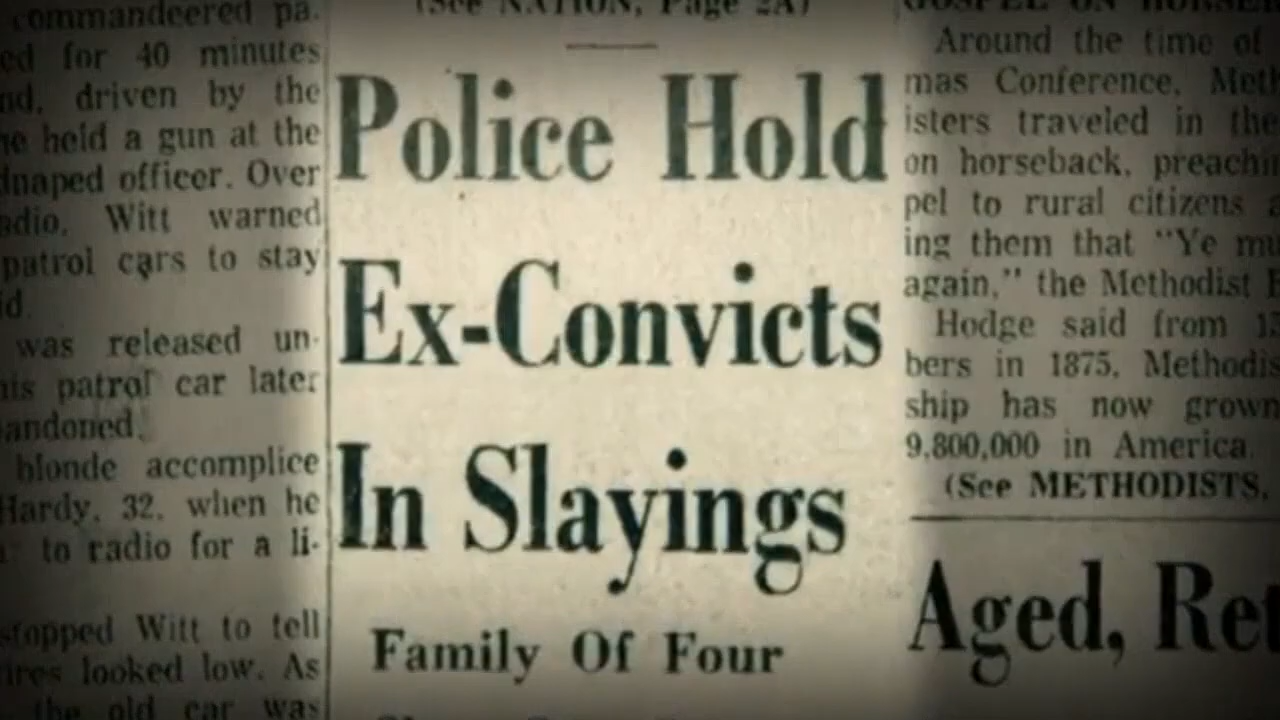 commandeered pa-
ed for 40 minutes
nd, driven by the
he held a gun at the
dnaped officer. Over
adio, Witt warned
patrol cars to stay
id.
was released un-
his patrol car later
andoned.
blonde accomplice
Hardy, 32, when he
to radio for a li-
stopped Witt to tell
ires looked low. As
the old car was
(See NATION, Page 2A)
Police Hold
Ex-Convicts
In Slayings
Family Of Four
GOSPEL ON
Around the time of
mas Conference, Meth
isters traveled in the
on horseback, preachin
pel to rural citizens a
ing them that "Ye mu
again," the Methodist
Hodge said from 13
bers in 1875, Methodis
ship has now grown
9,800,000 in America.
(See METHODISTS,
Aged, Ret